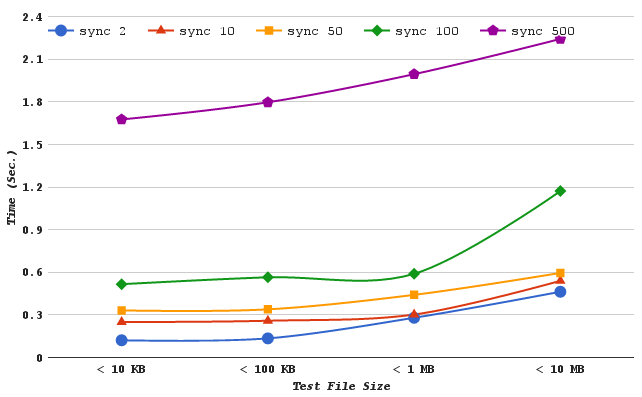 2.4
sync 2 sync 10 sync 50 sync 100 sync 500
2.1
1.8
1.5
1.2
0.9
0.6
0.3
0
Time (Sec.)
< 10 KB < 100 KB < 1 MB < 10 MB
Test File Size